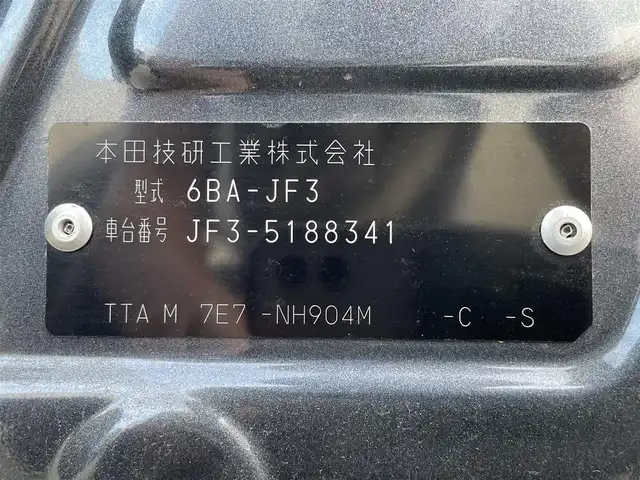 本田技研工業株式会社
型式 6BA-JF3
車台番号 JF3-5188341
TTA M 7E7 -NH904M -C -S